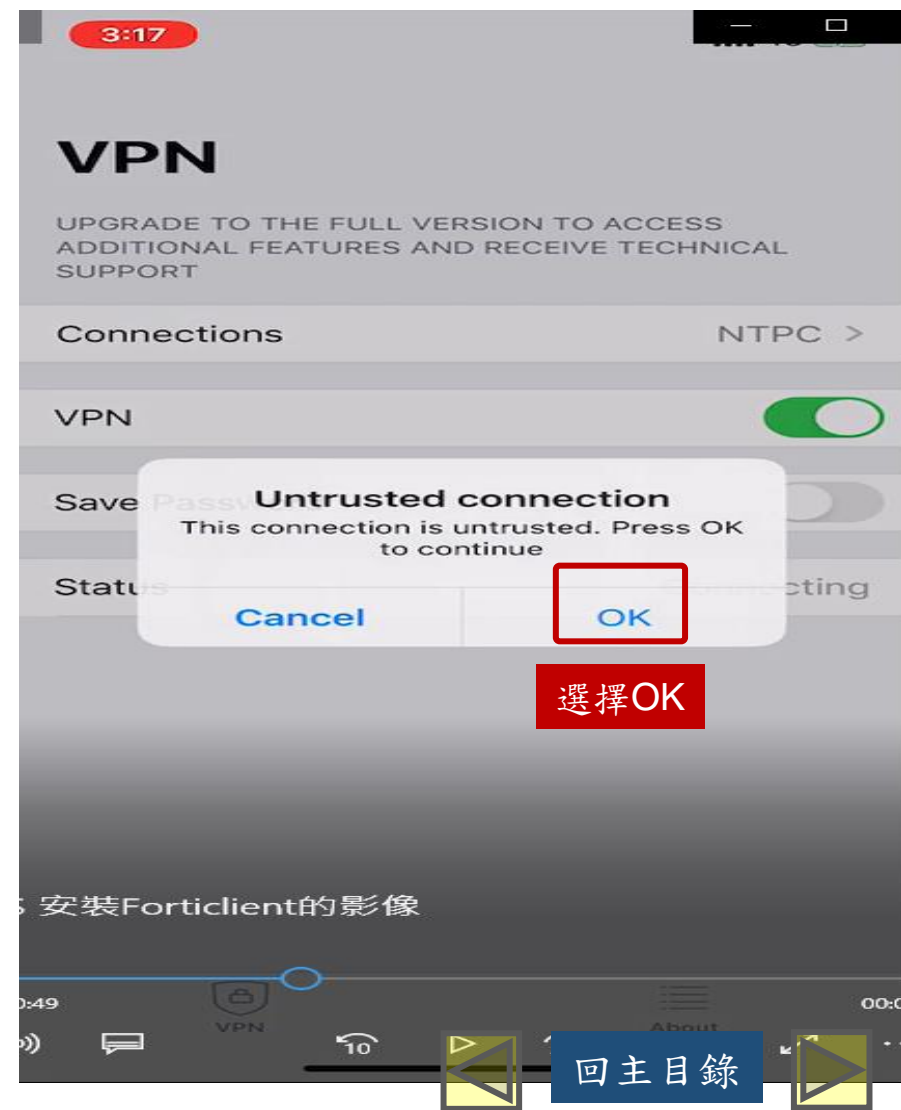 3:17
VPN
UPGRADE TO THE FULL VERSION TO ACCESS
ADDITIONAL FEATURES AND RECEIVE TECHNICAL
SUPPORT
Connections NTPC >
VPN
Save
Untrusted connection
This connection is untrusted. Press OK
to continue
Status
Cancel OK
選擇OK
安裝Forticlient的影像
:49
VPN
About
10
回主目錄